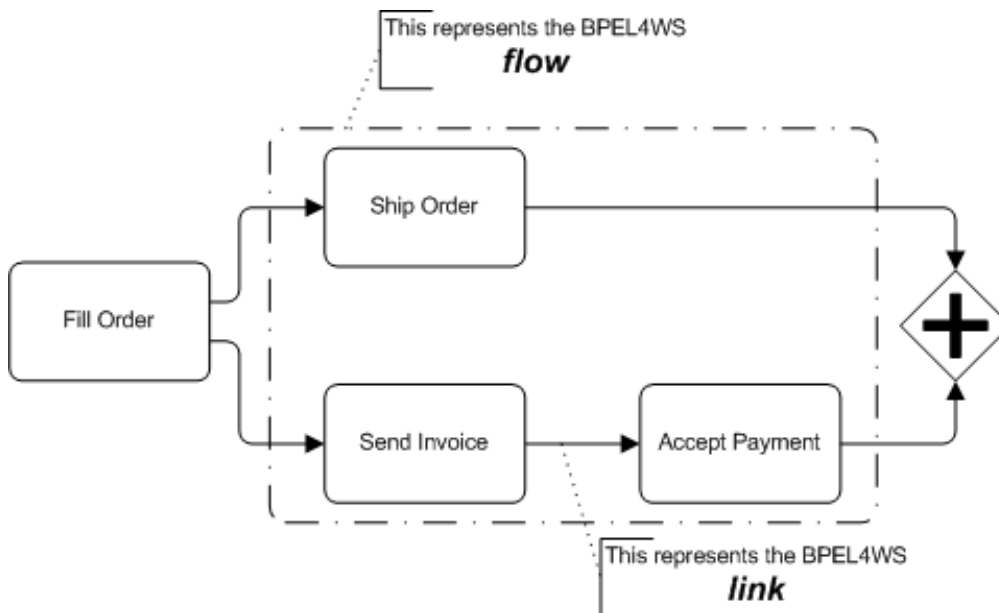 This represents the BPEL4WS
flow
Ship Order
Fill Order
Send Invoice
Accept Payment
This represents the BPEL4WS
link